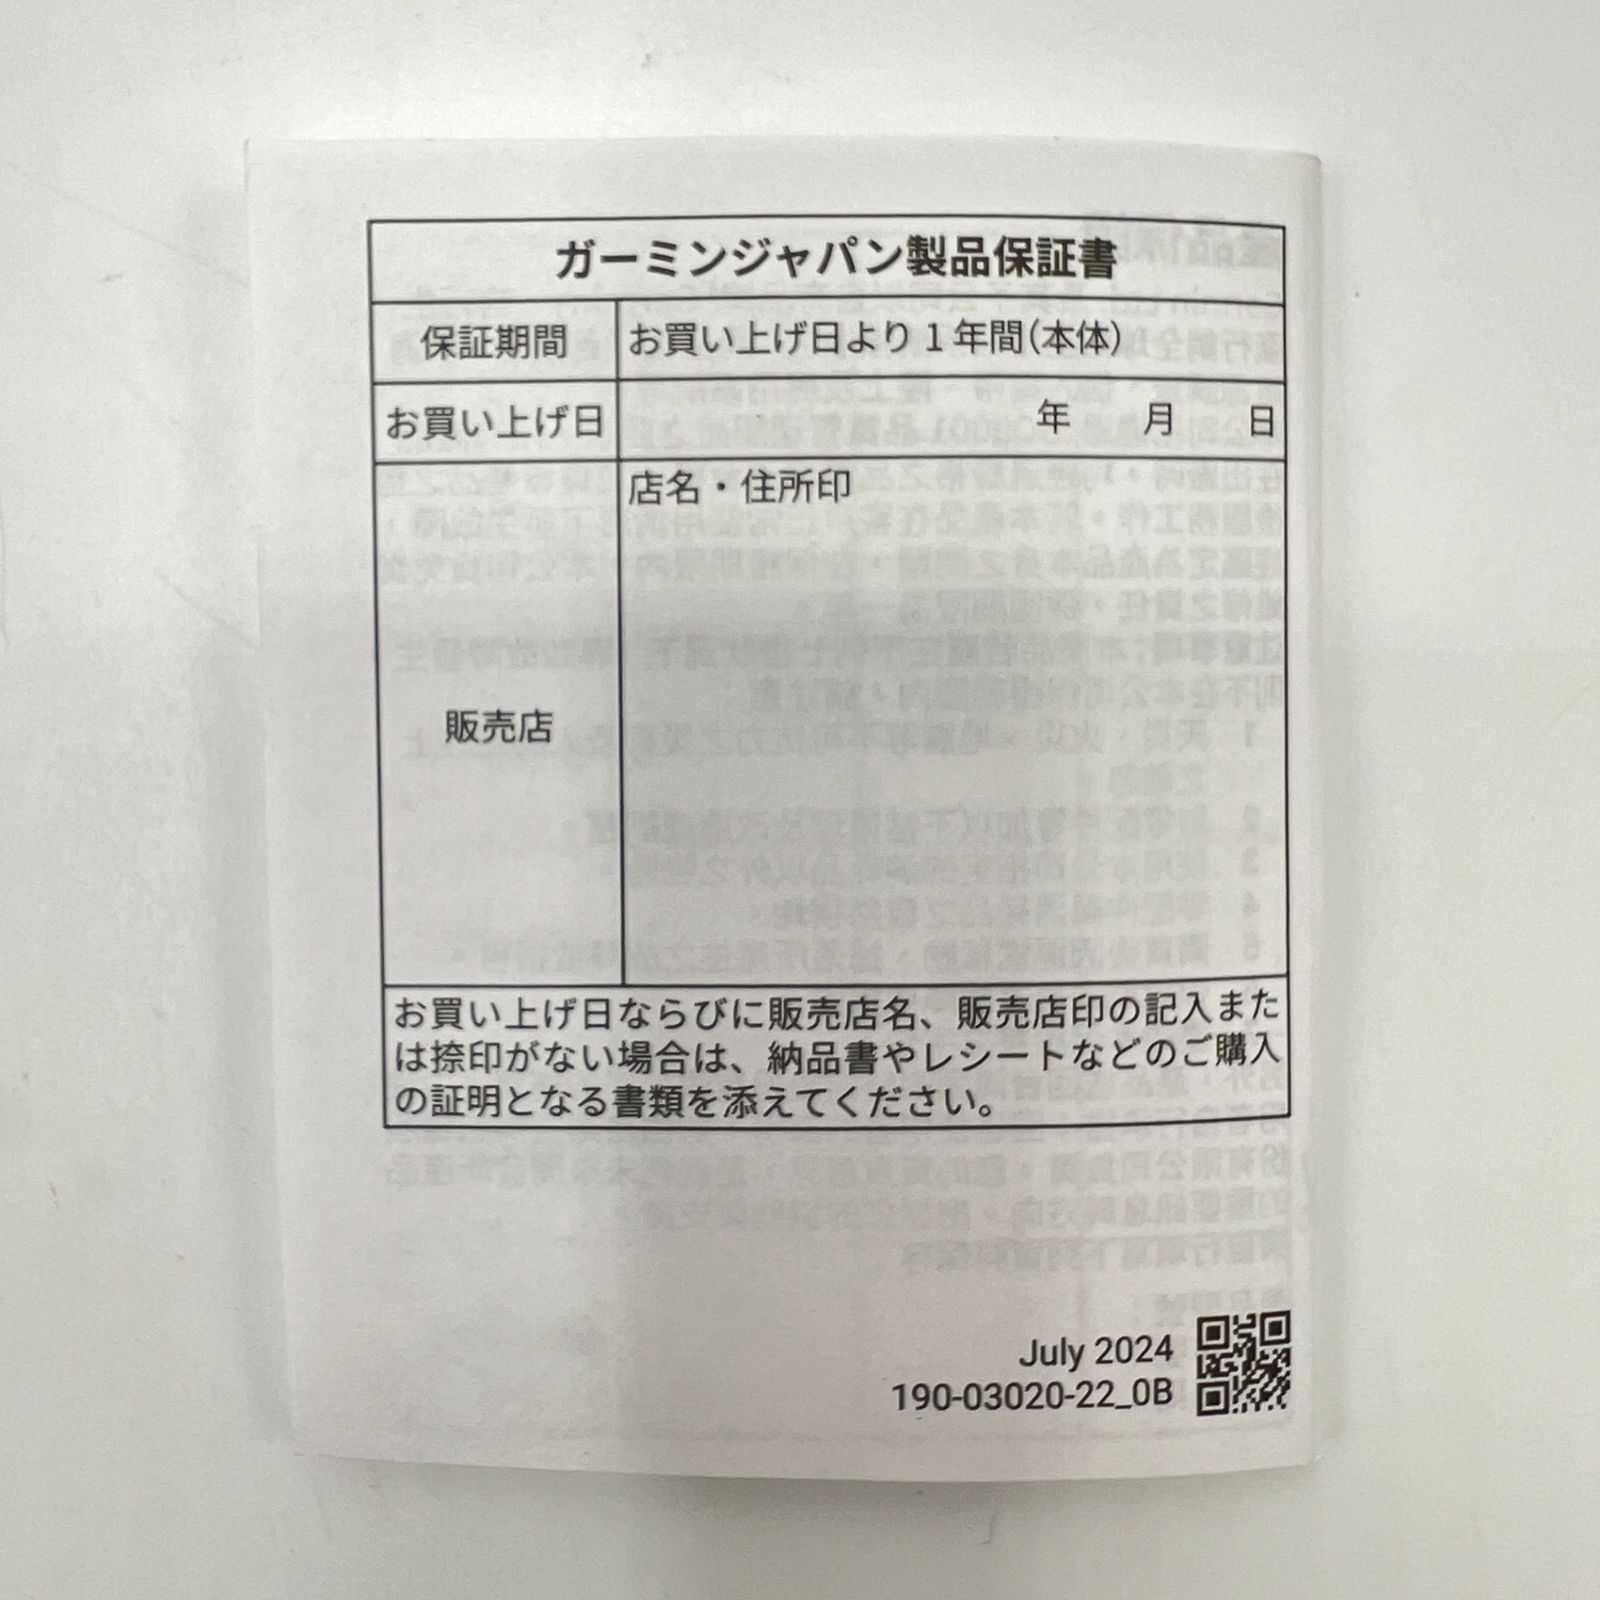 ガーミンジャパン製品保証書
保証期間 お買い上げ日より1年間(本体)
お買い上げ日 年 月 日
販売店 店名・住所印
お買い上げ日ならびに販売店名、販売店印の記入また
は捺印がない場合は、納品書やレシートなどのご購入
の証明となる書類を添えてください。
July 2024
190-03020-22_0B